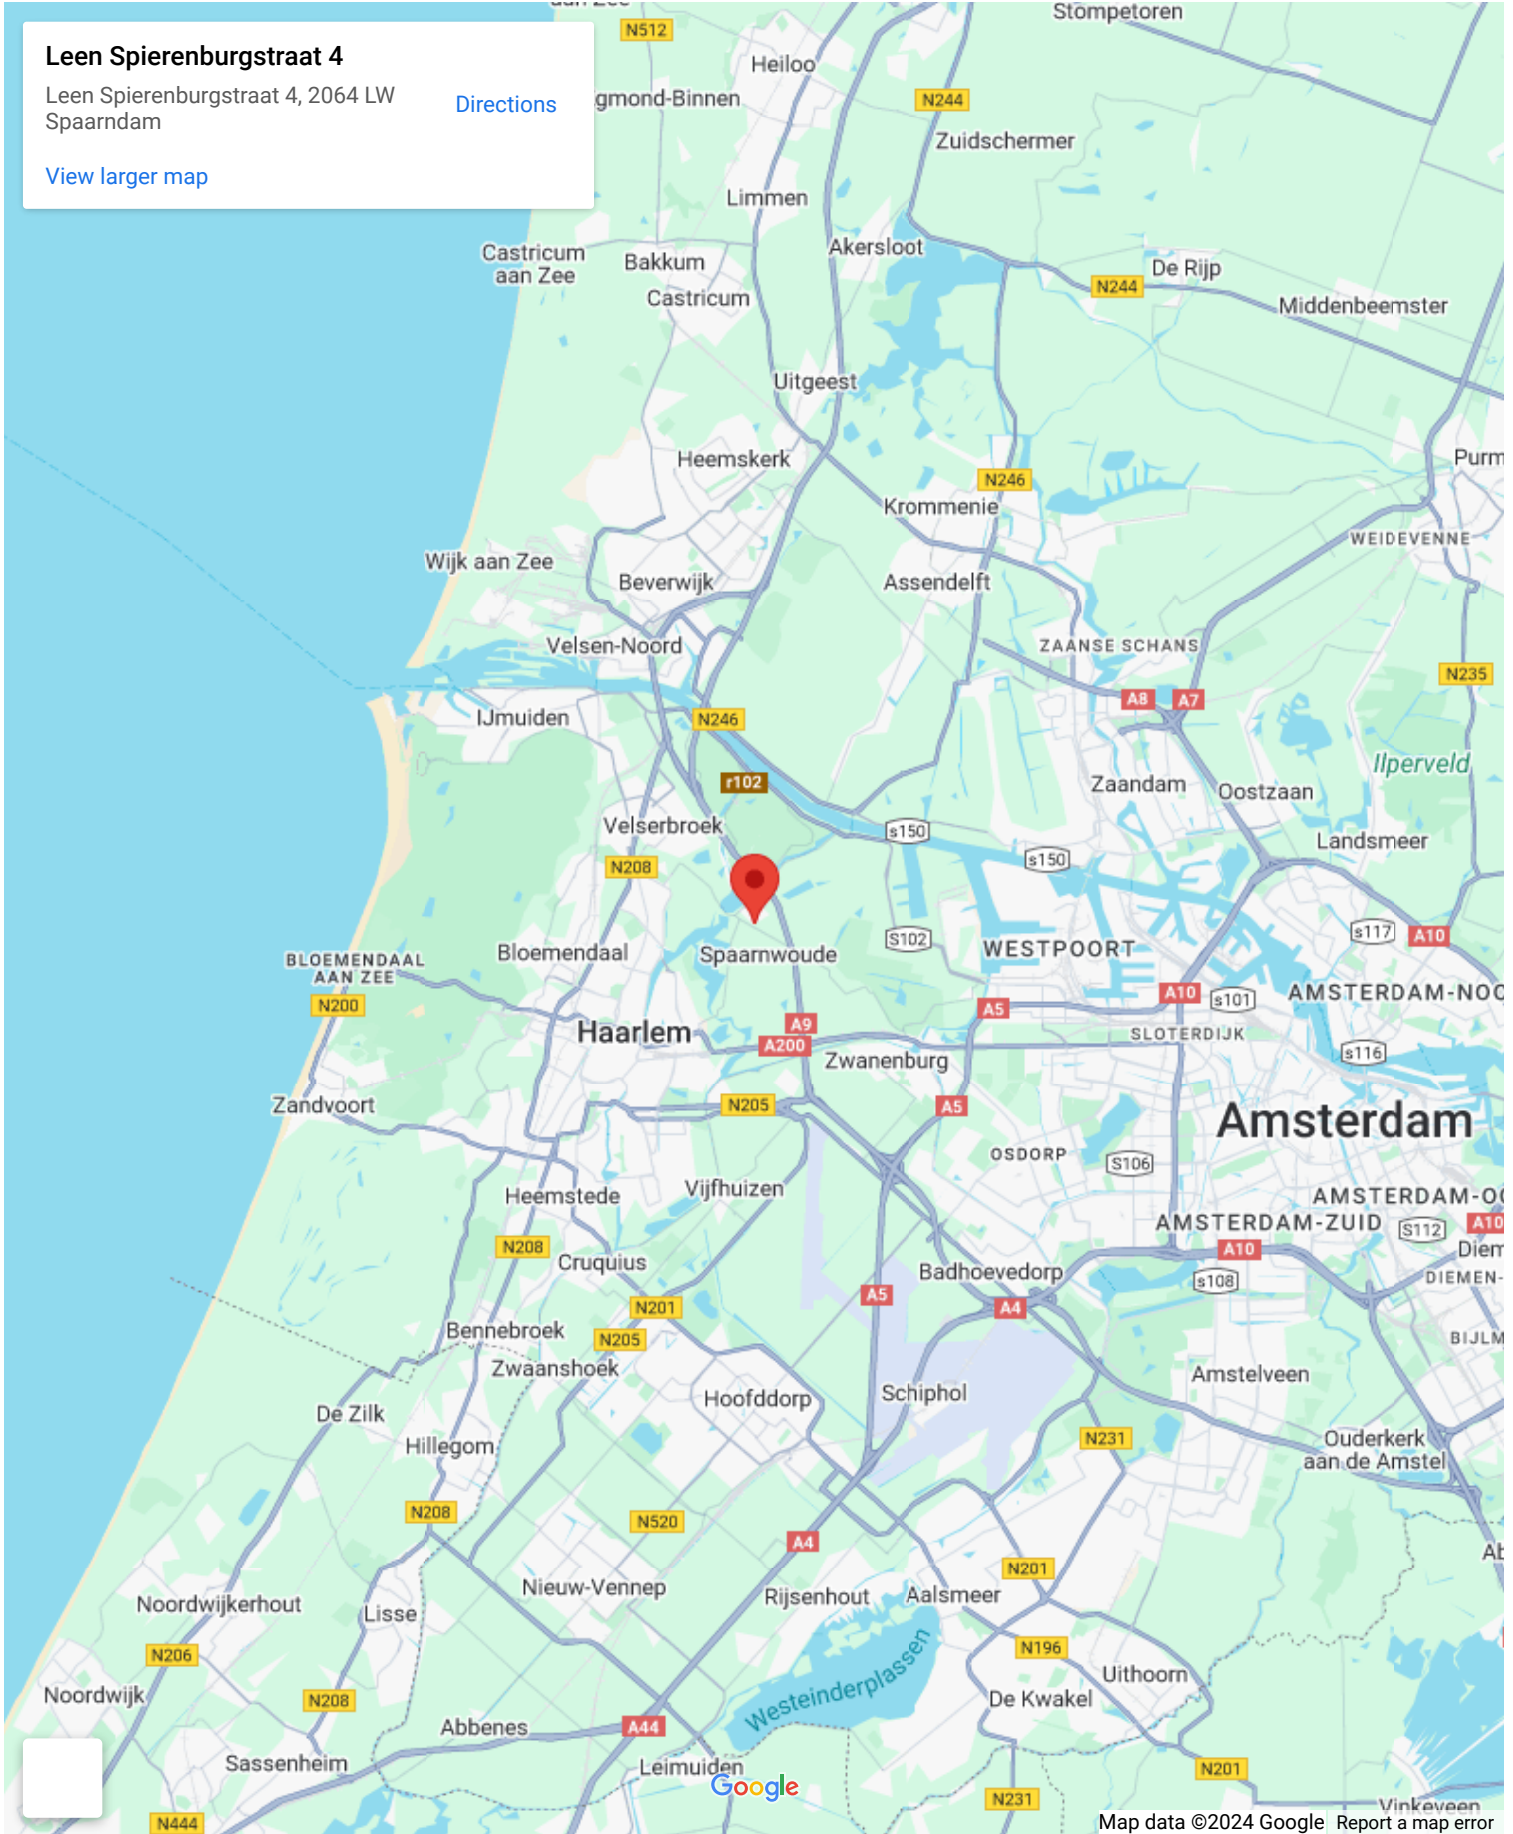 Leen Spierenburgstraat 4
Leen Spierenburgstraat 4, 2064 LW
Spaarndam
Directions
View larger map
aan Zee
N512
Stompetoren
Heiloo
gmond-Binnen
N244
Zuidschermer
Limmen
Castricum
aan Zee
Bakkum
Akersloot
Castricum
De Rijp
N244
Middenbeemster
Uitgeest
Heemskerk
Purm
N246
Krommenie
WEIDEVENNE
Wijk aan Zee
Beverwijk
Assendelft
Velsen-Noord
ZAANSE SCHANS
N235
A8
A7
IJmuiden
N246
Ilperveld
r102
Zaandam
Oostzaan
Velserbroek
s150
Landsmeer
s150
N208
s117
A10
S102
WESTPOORT
Bloemendaal
Spaarnwoude
BLOEMENDAAL
AAN ZEE
N200
A10
s101
AMSTERDAM-NOO
A5
Haarlem
A9
A200
SLOTERDIJK
s116
Zwanenburg
Zandvoort
N205
A5
Amsterdam
OSDORP
S106
Heemstede
Vijfhuizen
AMSTERDAM-OO
AMSTERDAM-ZUID
S112
A10
N208
Cruquius
A10
Diem
Badhoevedorp
s108
DIEMEN-
A5
N201
A4
Bennebroek
N205
BIJLM
Zwaanshoek
Hoofddorp
Schiphol
Amstelveen
De Zilk
Hillegom
N231
Ouderkerk
aan de Amstel
N208
N520
A4
Ab
Nieuw-Vennep
N201
Rijsenhout
Aalsmeer
Noordwijkerhout
Lisse
N206
N196
Westeinderplassen
Uithoorn
Noordwijk
N208
De Kwakel
Abbenes
A44
Sassenheim
Leimuiden
N201
Google
N231
Vinkeveen
N444
Map data ©2024 Google
Report a map error